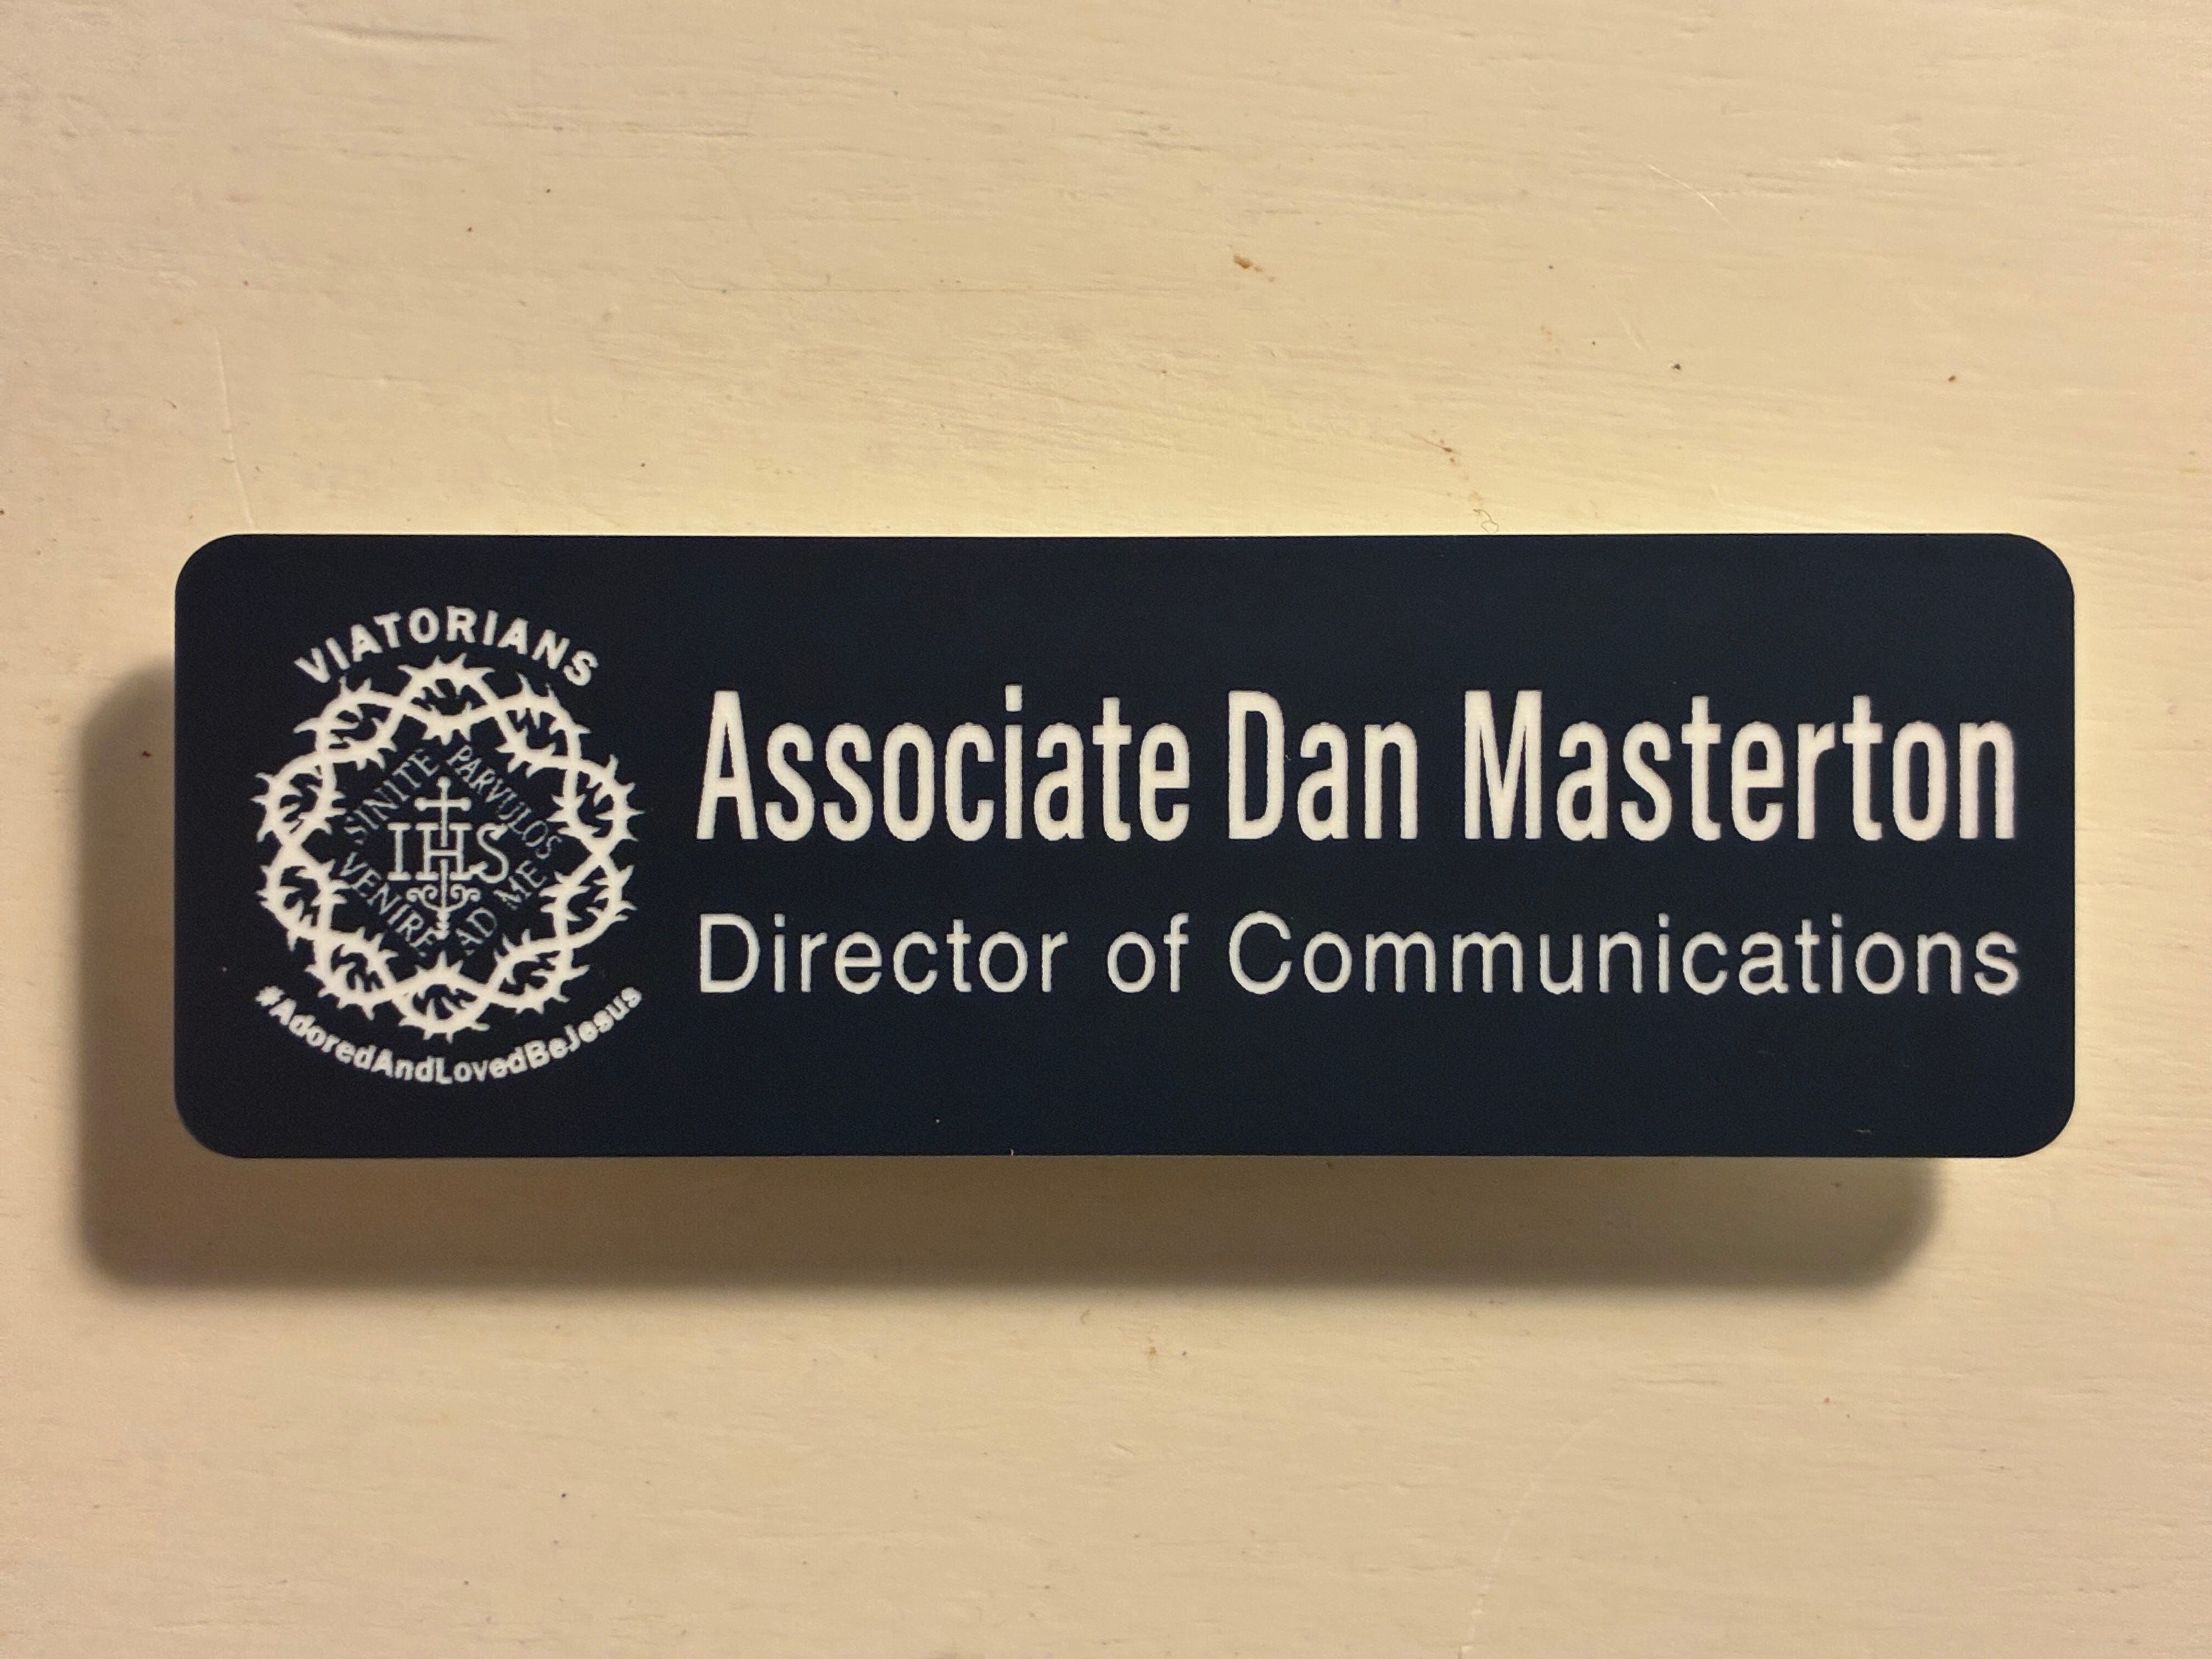 VIATORIANS
SINITE PARVULOS
IHS
VENIRE AD ME
#AdoredAndLovedBeJesus
Associate Dan Masterton
Director of Communications